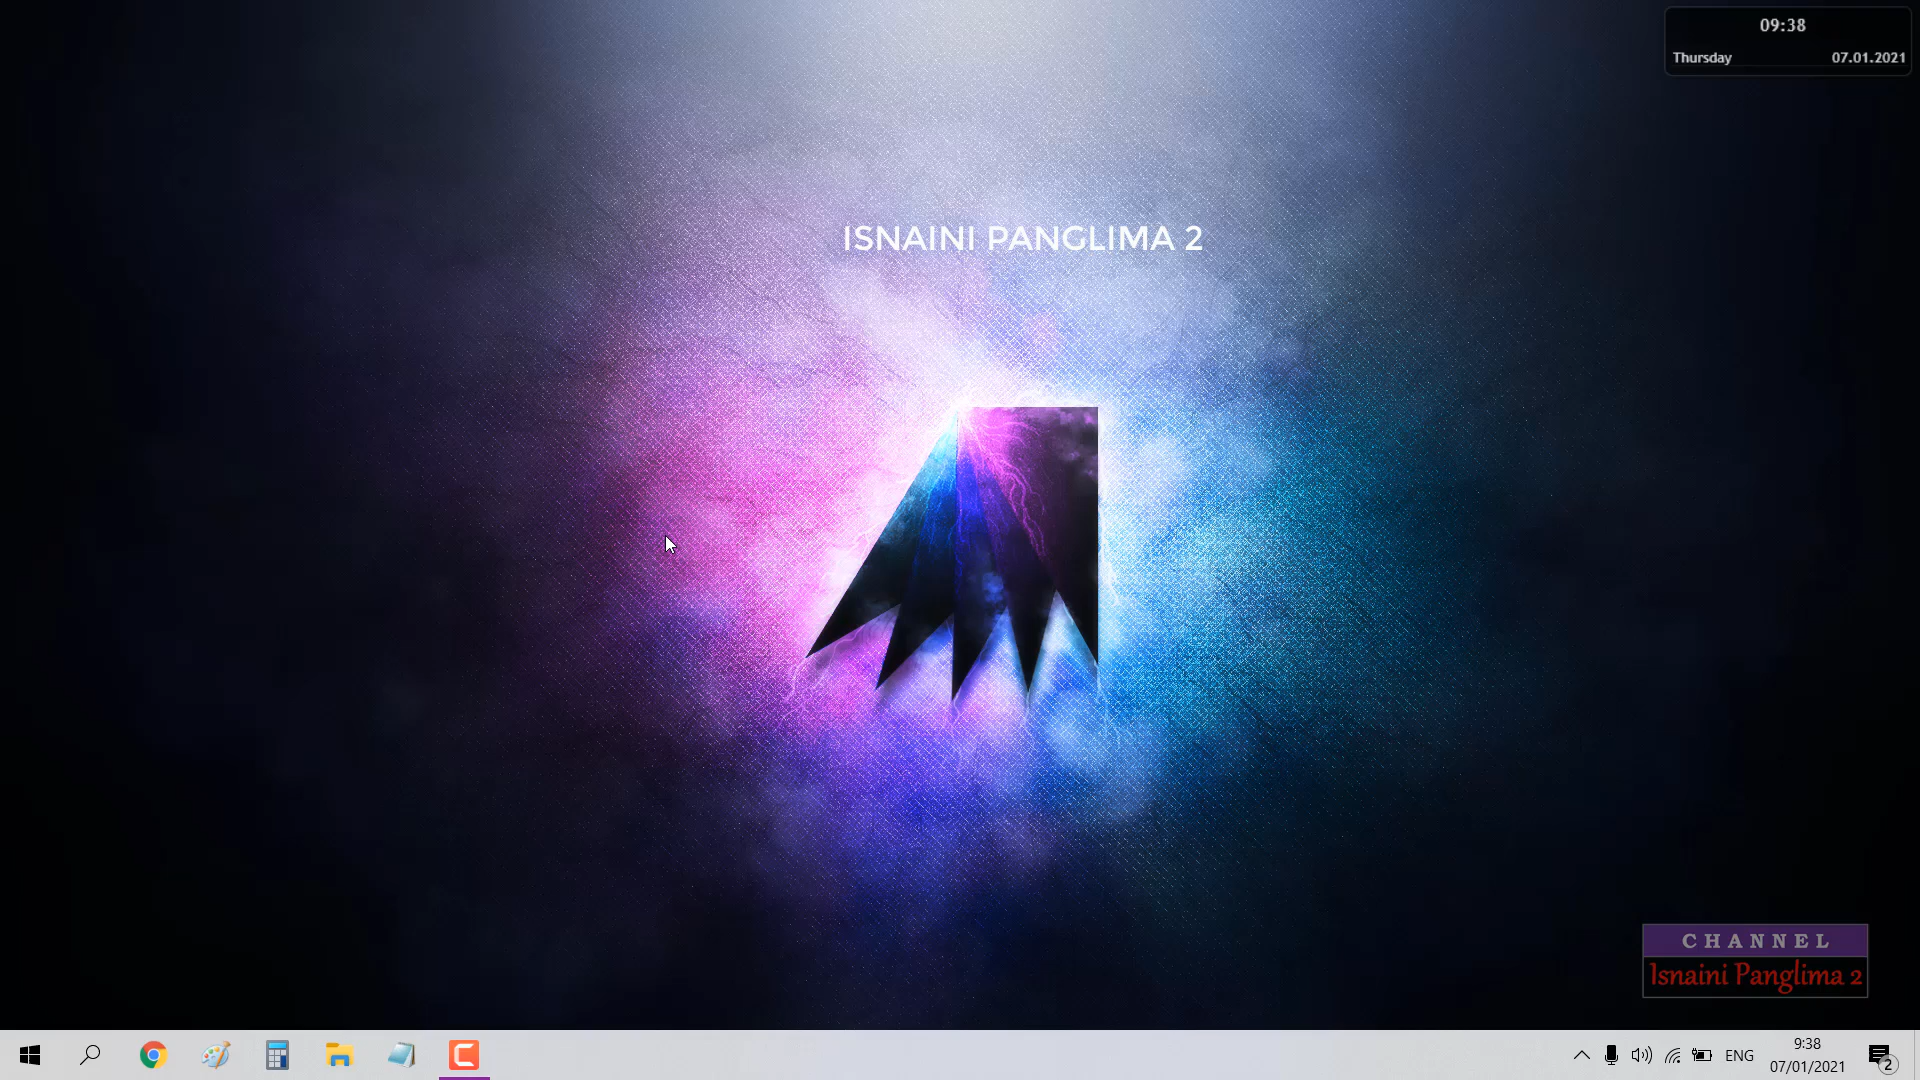 09:38
Thursday 07.01.2021
ISNAINI PANGLIMA 2
CHANNEL
Isnaini Panglima 2
ENG
9:38
07/01/2021
2